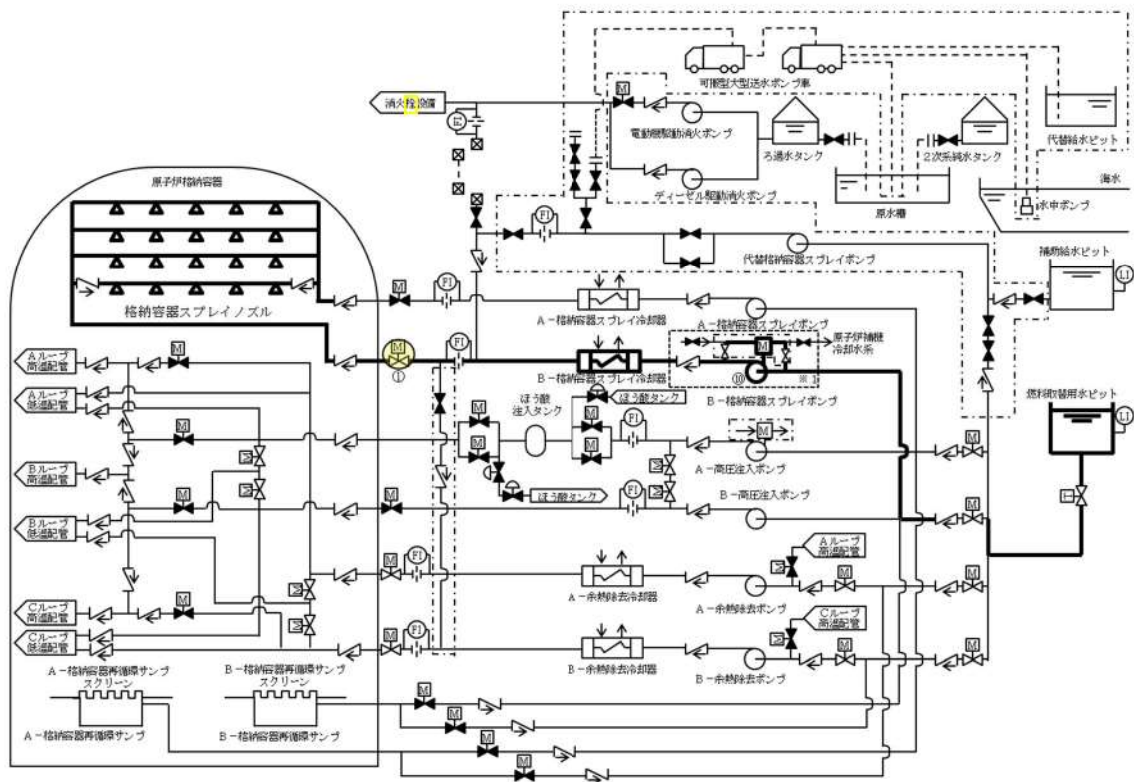 可搬型大型送水ポンプ車
消火栓設備
M
FI
電動機駆動消火ポンプ
ろ過水タンク
2次系純水タンク
代替給水ピット
ディーゼル駆動消火ポンプ
原水槽
海水
水中ポンプ
原子炉格納容器
FI
代替格納容器スプレイポンプ
補助給水ピット
LI
格納容器スプレイノズル
M
FI
A-格納容器スプレイ冷却器
A-格納容器スプレイポンプ
原子炉補機
冷却水系
M
①
M
⑩
※1
B-格納容器スプレイ冷却器
B-格納容器スプレイポンプ
燃料取替用水ピット
LI
Aループ
高温配管
M
Aループ
低温配管
ほう酸
注入タンク
ほう酸タンク
M
M
M
M
M
FI
M
A-高圧注入ポンプ
M
Bループ
高温配管
M
M
M
M
ほう酸タンク
FI
B-高圧注入ポンプ
M
M
M
Bループ
低温配管
T
M
FI
A-余熱除去冷却器
A-余熱除去ポンプ
Aループ
高温配管
M
M
M
Cループ
高温配管
M
M
M
Cループ
低温配管
M
FI
B-余熱除去冷却器
B-余熱除去ポンプ
Cループ
高温配管
M
M
M
A-格納容器再循環サンプ
スクリーン
B-格納容器再循環サンプ
スクリーン
A-格納容器再循環サンプ
B-格納容器再循環サンプ
M
M
M
M